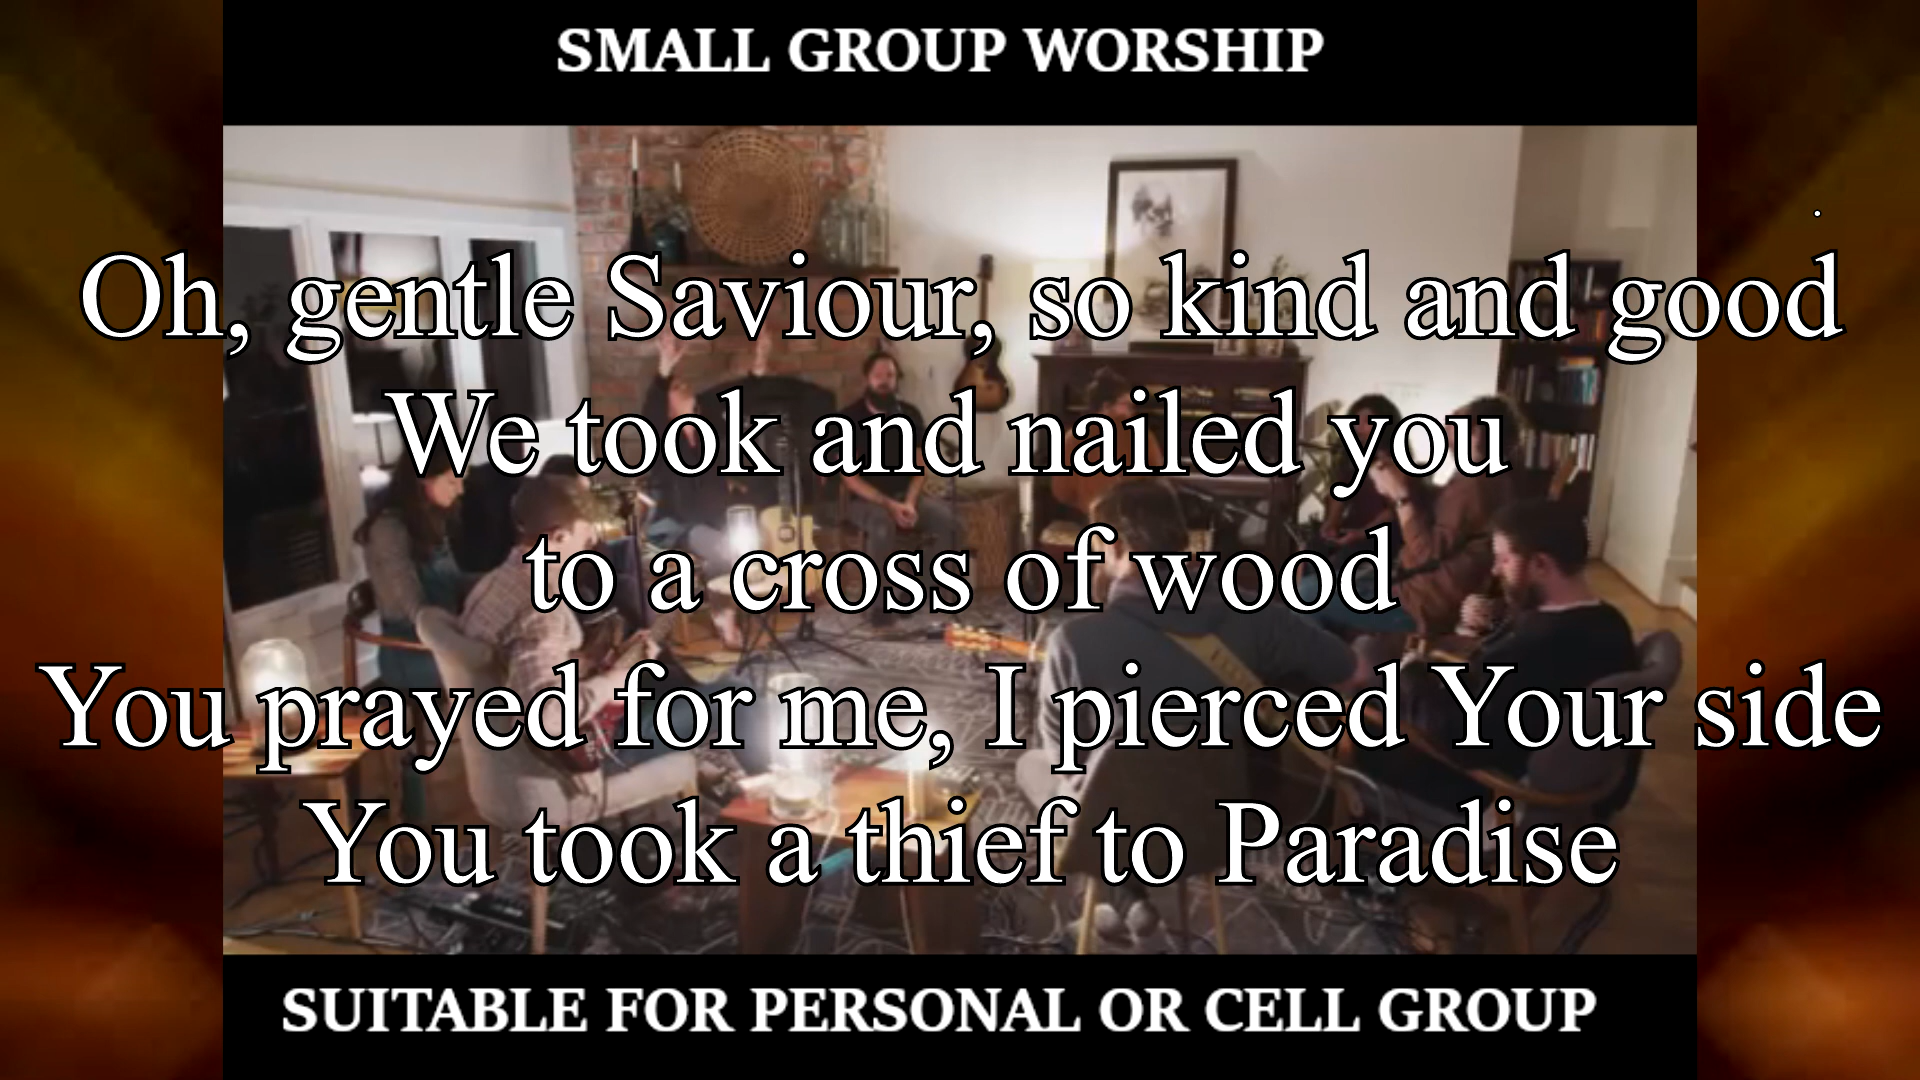 SMALL GROUP WORSHIP
Oh, gentle Saviour, so kind and good
We took and nailed you
to a cross of wood
You prayed for me, I pierced Your side
You took a thief to Paradise
SUITABLE FOR PERSONAL OR CELL GROUP